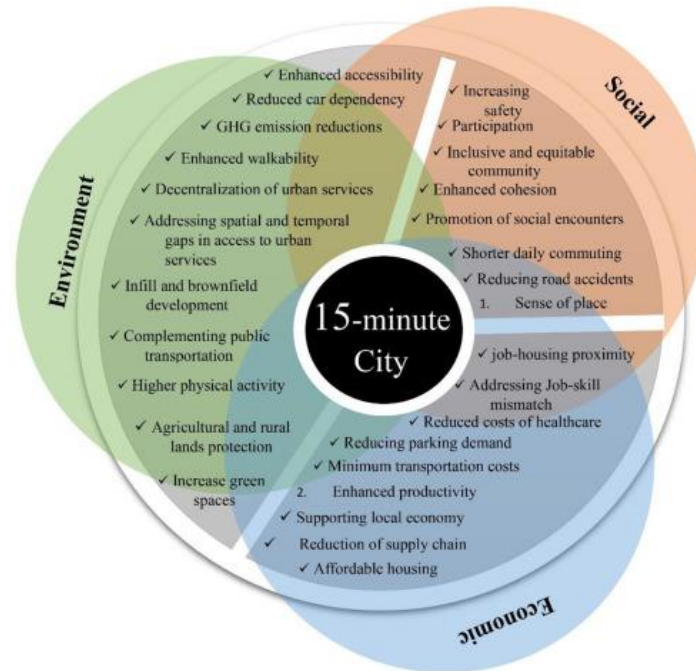 Environment
✓ Enhanced accessibility
✓ Reduced car dependency
✓ GHG emission reductions
✓ Enhanced walkability
✓ Decentralization of urban services
✓ Addressing spatial and temporal
gaps in access to urban
services
✓ Infill and brownfield
development
✓ Complementing public
transportation
✓ Higher physical activity
✓ Agricultural and rural
lands protection
✓ Increase green
spaces
Social
✓ Increasing
safety
✓ Participation
✓ Inclusive and equitable
community
✓ Enhanced cohesion
✓ Promotion of social encounters
✓ Shorter daily commuting
✓ Reducing road accidents
1. Sense of place
15-minute
City
✓ job-housing proximity
✓ Addressing Job-skill
mismatch
✓ Reduced costs of healthcare
✓ Reducing parking demand
✓ Minimum transportation costs
2. Enhanced productivity
✓ Supporting local economy
✓ Reduction of supply chain
✓ Affordable housing
Economic